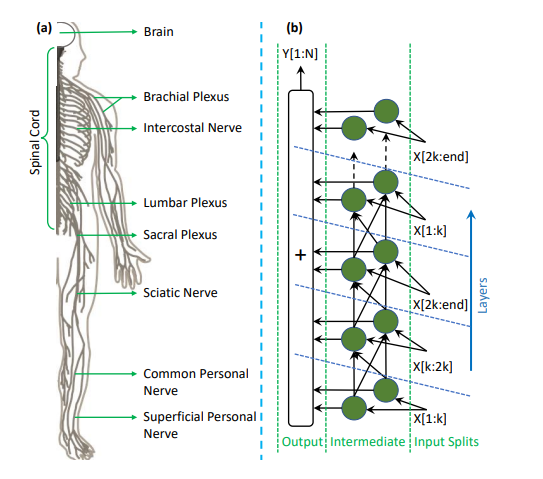 (a)
Brain
Brachial Plexus
Intercostal Nerve
Spinal Cord
Lumbar Plexus
Sacral Plexus
Sciatic Nerve
Common Personal
Nerve
Superficial Personal
Nerve
(b)
Y[1:N]
+
X[2k:end]
X[1:k]
X[2k:end]
X[k:2k]
X[1:k]
Layers
Output
Intermediate
Input Splits